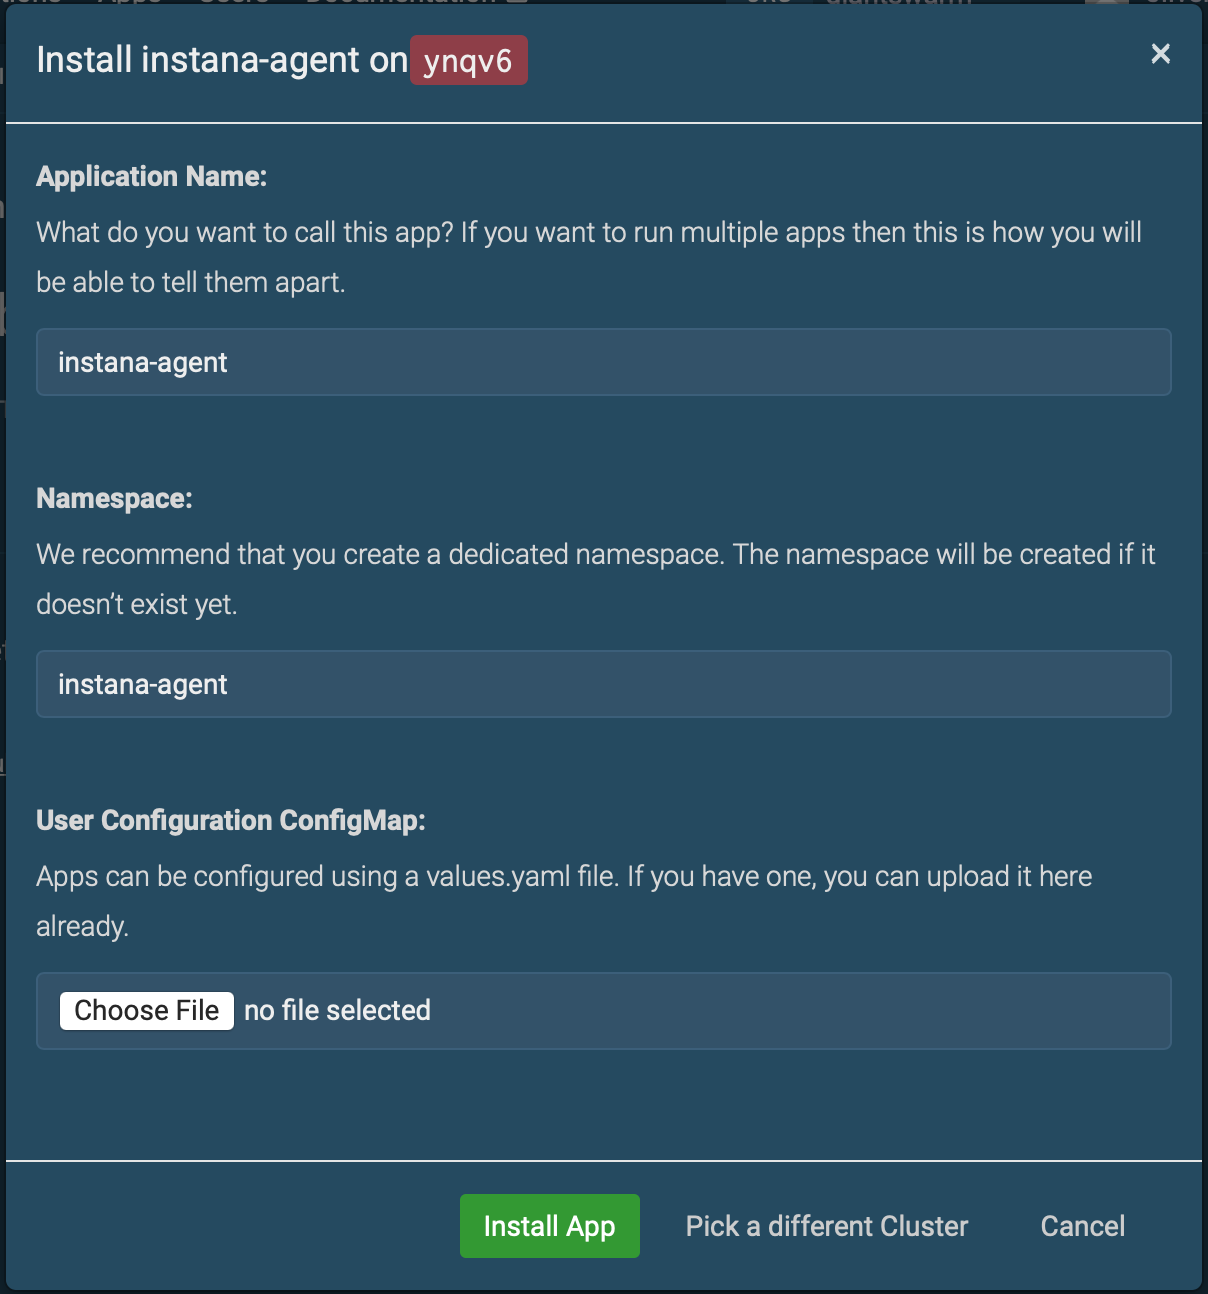 Install instana-agent on ynqv6
×
Application Name:
What do you want to call this app? If you want to run multiple apps then this is how you will
be able to tell them apart.
instana-agent
Namespace:
We recommend that you create a dedicated namespace. The namespace will be created if it
doesn’t exist yet.
instana-agent
User Configuration ConfigMap:
Apps can be configured using a values.yaml file. If you have one, you can upload it here
already.
Choose File no file selected
Install App Pick a different Cluster Cancel